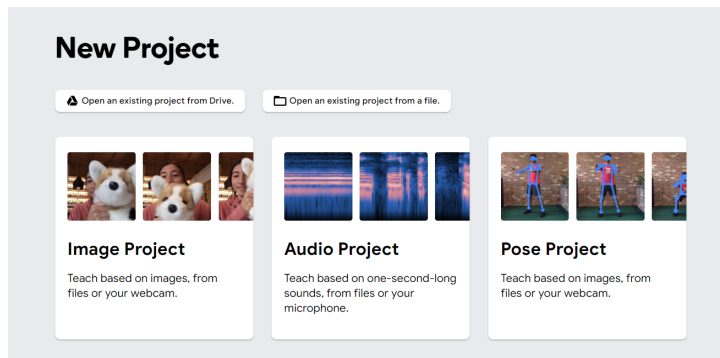 New Project
Open an existing project from Drive.
Open an existing project from a file.
Image Project
Teach based on images, from
files or your webcam.
Audio Project
Teach based on one-second-long
sounds, from files or your
microphone.
Pose Project
Teach based on images, from
files or your webcam.